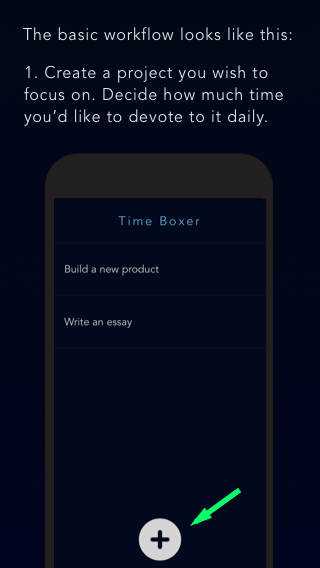 The basic workflow looks like this:
1. Create a project you wish to
focus on. Decide how much time
you'd like to devote to it daily.
Time Boxer
Build a new product
Write an essay